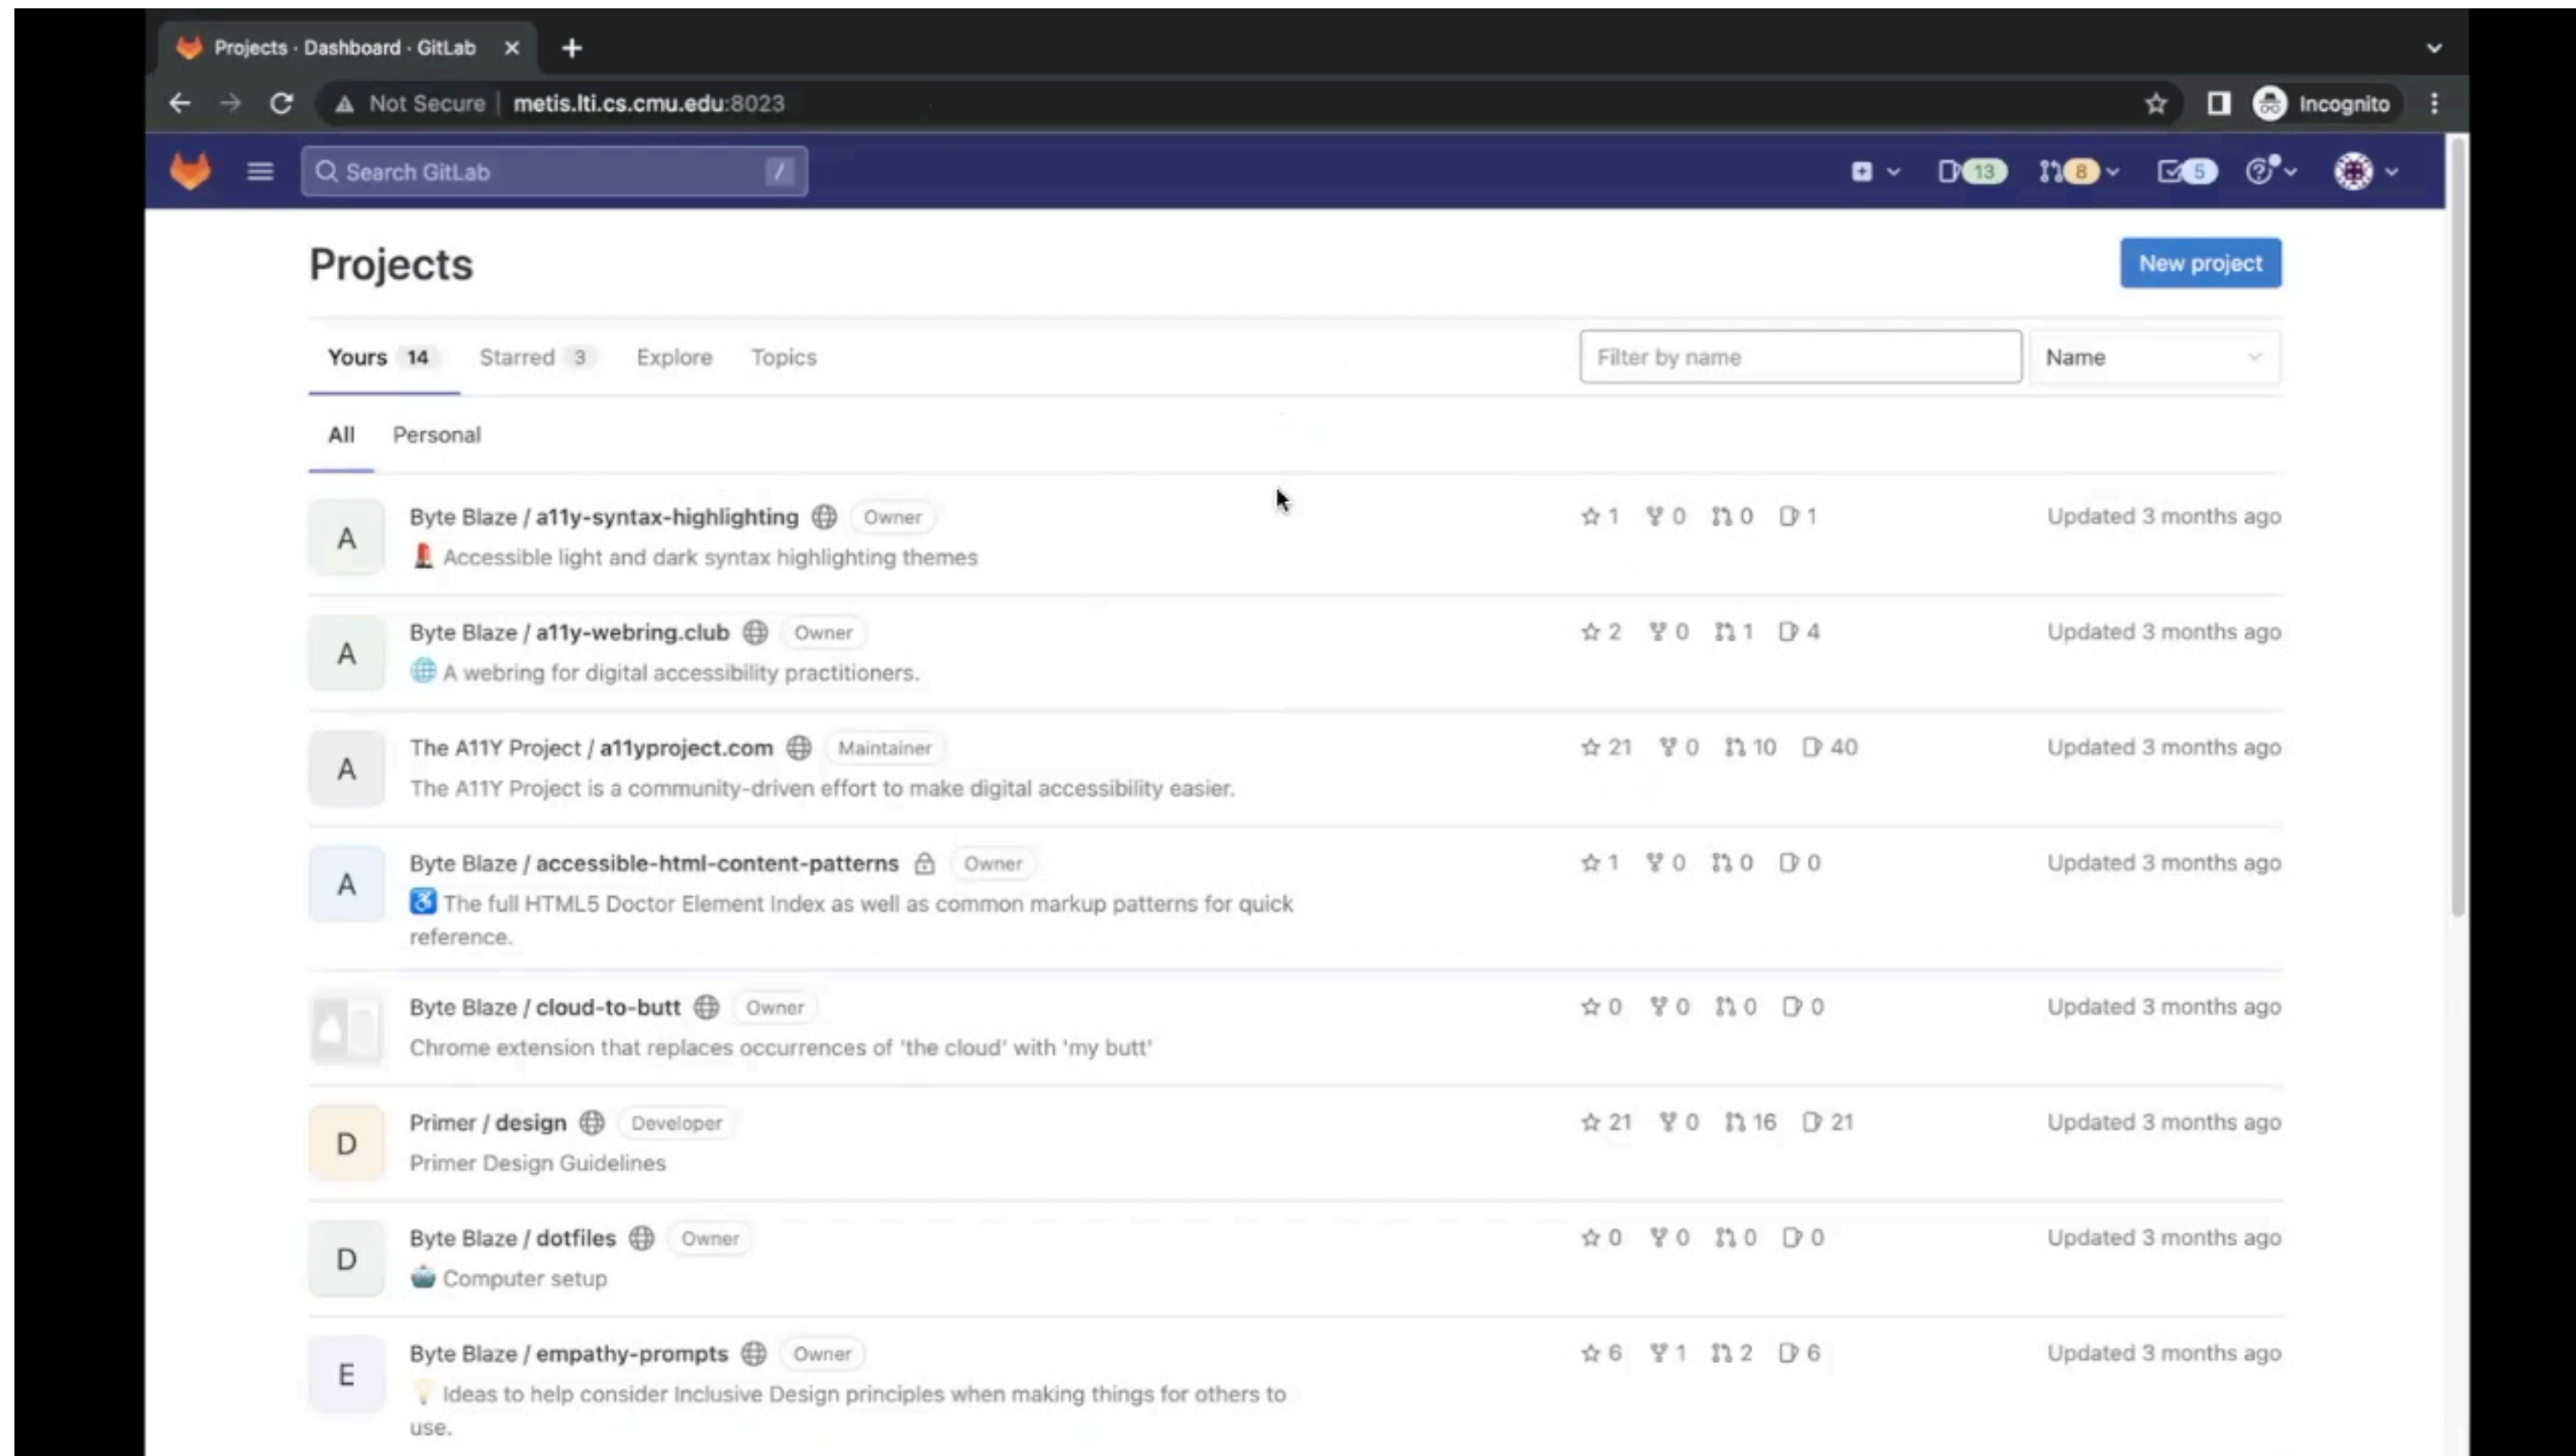 Projects · Dashboard · GitLab
Not Secure | metis.lti.cs.cmu.edu:8023
Incognito
Search GitLab /
13 8 5
Projects
New project
Yours 14 Starred 3 Explore Topics
Filter by name
Name
All Personal
A Byte Blaze / a11y-syntax-highlighting Owner 1 0 0 1 Updated 3 months ago
Accessible light and dark syntax highlighting themes
A Byte Blaze / a11y-webring.club Owner 2 0 1 4 Updated 3 months ago
A webring for digital accessibility practitioners.
A The A11Y Project / a11yproject.com Maintainer 21 0 10 40 Updated 3 months ago
The A11Y Project is a community-driven effort to make digital accessibility easier.
A Byte Blaze / accessible-html-content-patterns Owner 1 0 0 0 Updated 3 months ago
The full HTML5 Doctor Element Index as well as common markup patterns for quick
reference.
Byte Blaze / cloud-to-butt Owner 0 0 0 0 Updated 3 months ago
Chrome extension that replaces occurrences of 'the cloud' with 'my butt'
D Primer / design Developer 21 0 16 21 Updated 3 months ago
Primer Design Guidelines
D Byte Blaze / dotfiles Owner 0 0 0 0 Updated 3 months ago
Computer setup
E Byte Blaze / empathy-prompts Owner 6 1 2 6 Updated 3 months ago
Ideas to help consider Inclusive Design principles when making things for others to
use.